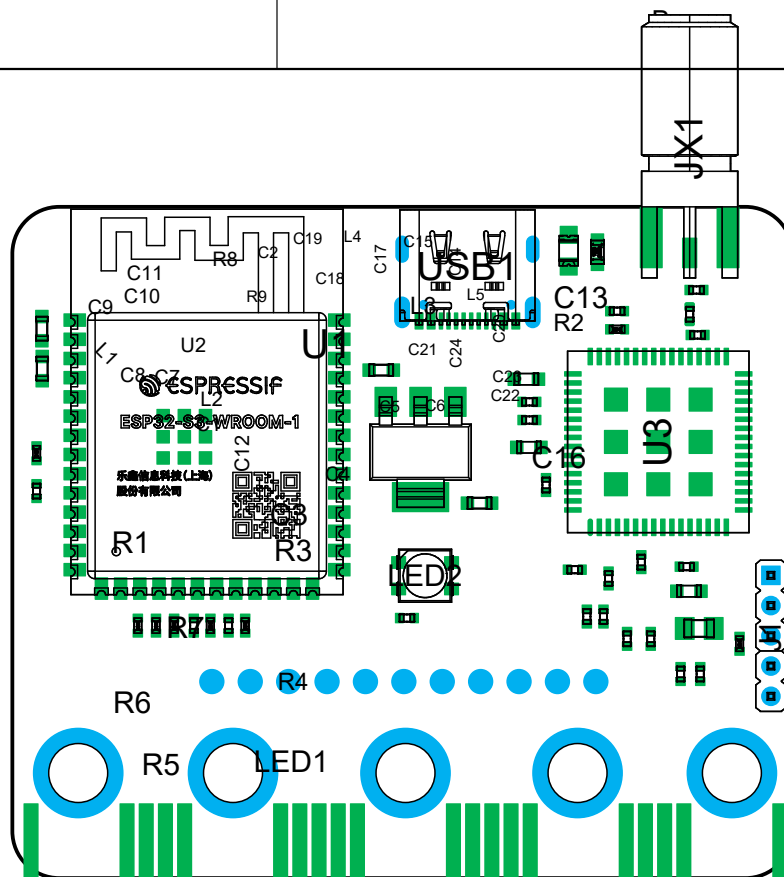 JX1
C19
L4
C15
C2
R8
C17
USB1
C11
C18
L5
C10
R9
C13
C9
L6
R2
U2
U1
L1
C21
C24
C8
C7
C5
C6
C22
ESPRESSIF
L2
ESP32-S3-WROOM-1
U3
C12
C16
乐鑫信息科技(上海)
股份有限公司
C4
C3
R1
R3
LED2
R7
J1
R4
R6
R5
LED1